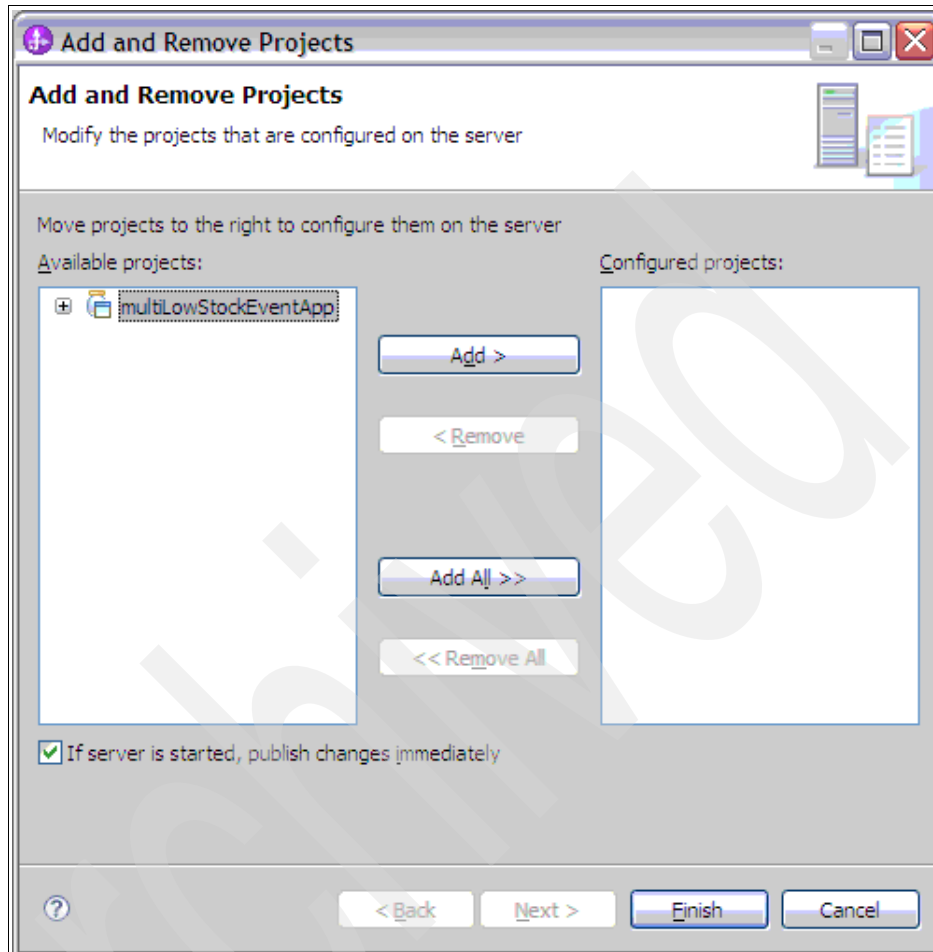 Add and Remove Projects
Add and Remove Projects
Modify the projects that are configured on the server
Move projects to the right to configure them on the server
Available projects:
Configured projects:
multiLowStockEventApp
Add >
< Remove
Add All >>
<< Remove All
If server is started, publish changes immediately
< Back
Next >
Finish
Cancel